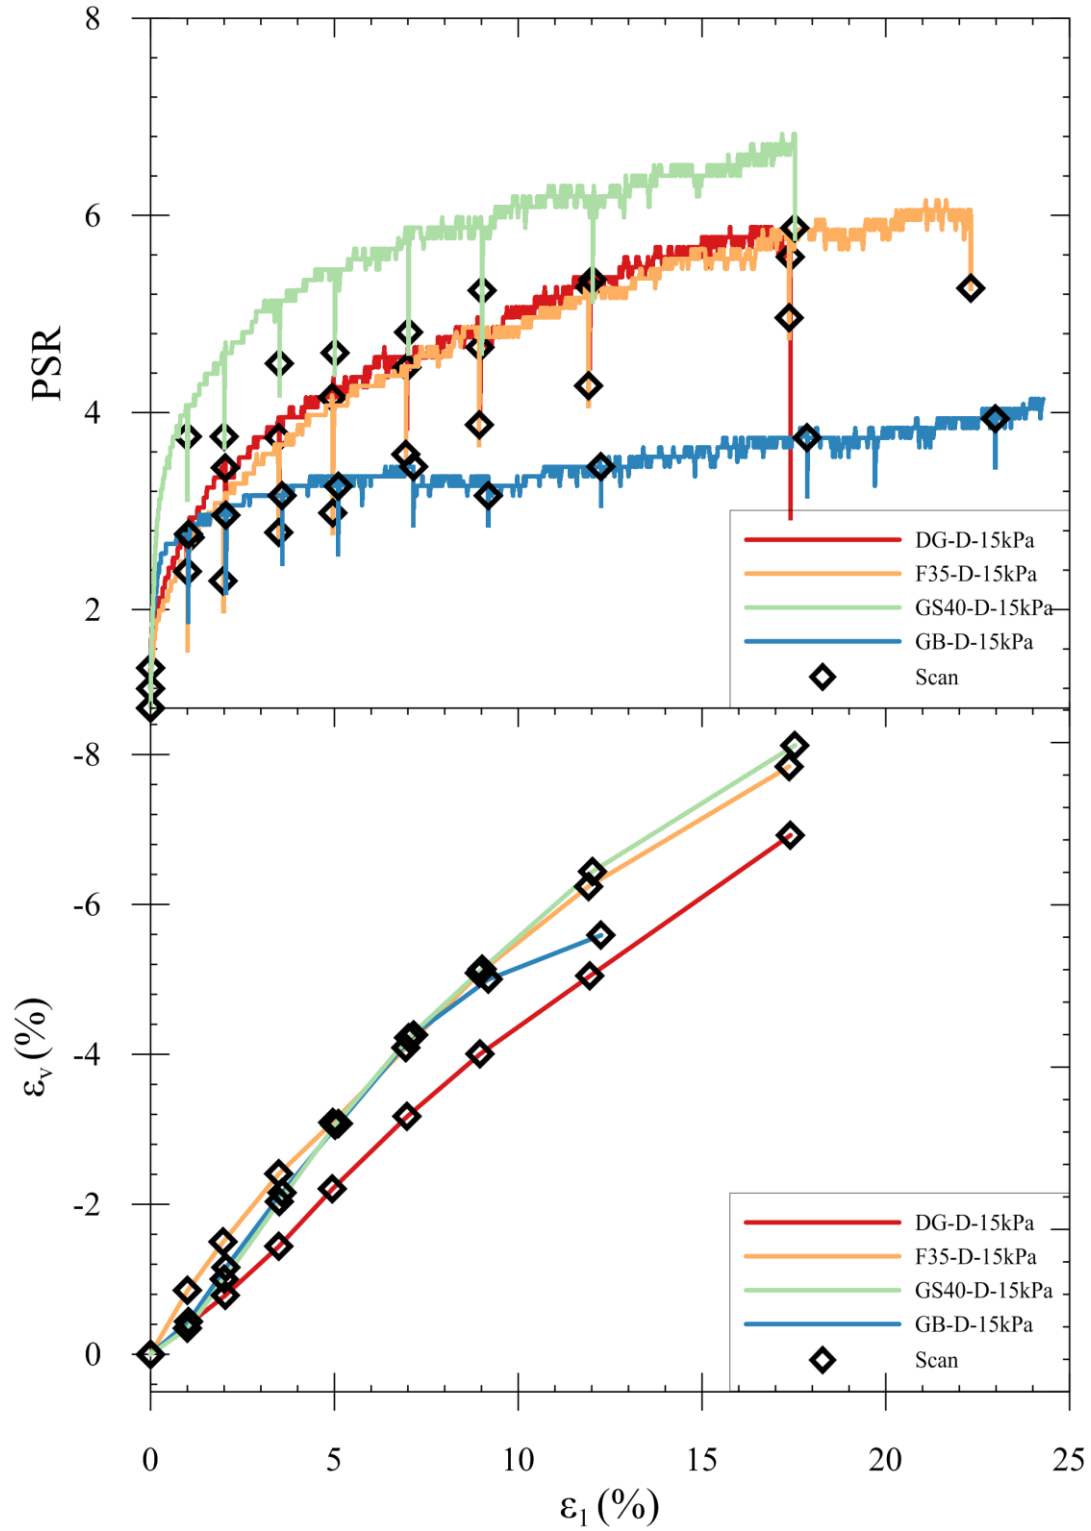 8
6
PSR
4
2
DG-D-15kPa
F35-D-15kPa
GS40-D-15kPa
GB-D-15kPa
Scan
-8
-6
εv (%)
-4
-2
0
DG-D-15kPa
F35-D-15kPa
GS40-D-15kPa
GB-D-15kPa
Scan
0 5 10 15 20 25
ε1 (%)